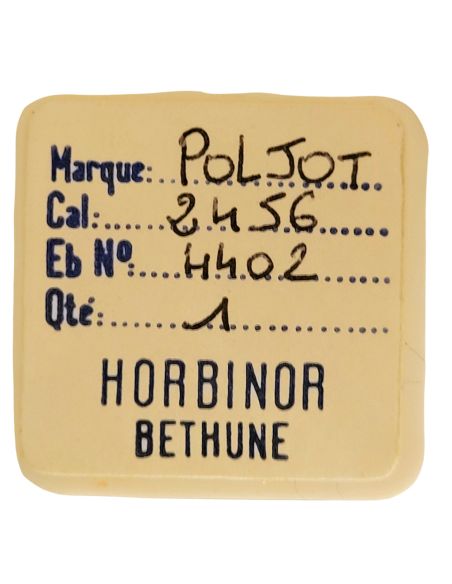 Marque: POLJOT
Cal: 2456
Eb Nº 4402
Qté: 1
HORBINOR
BETHUNE